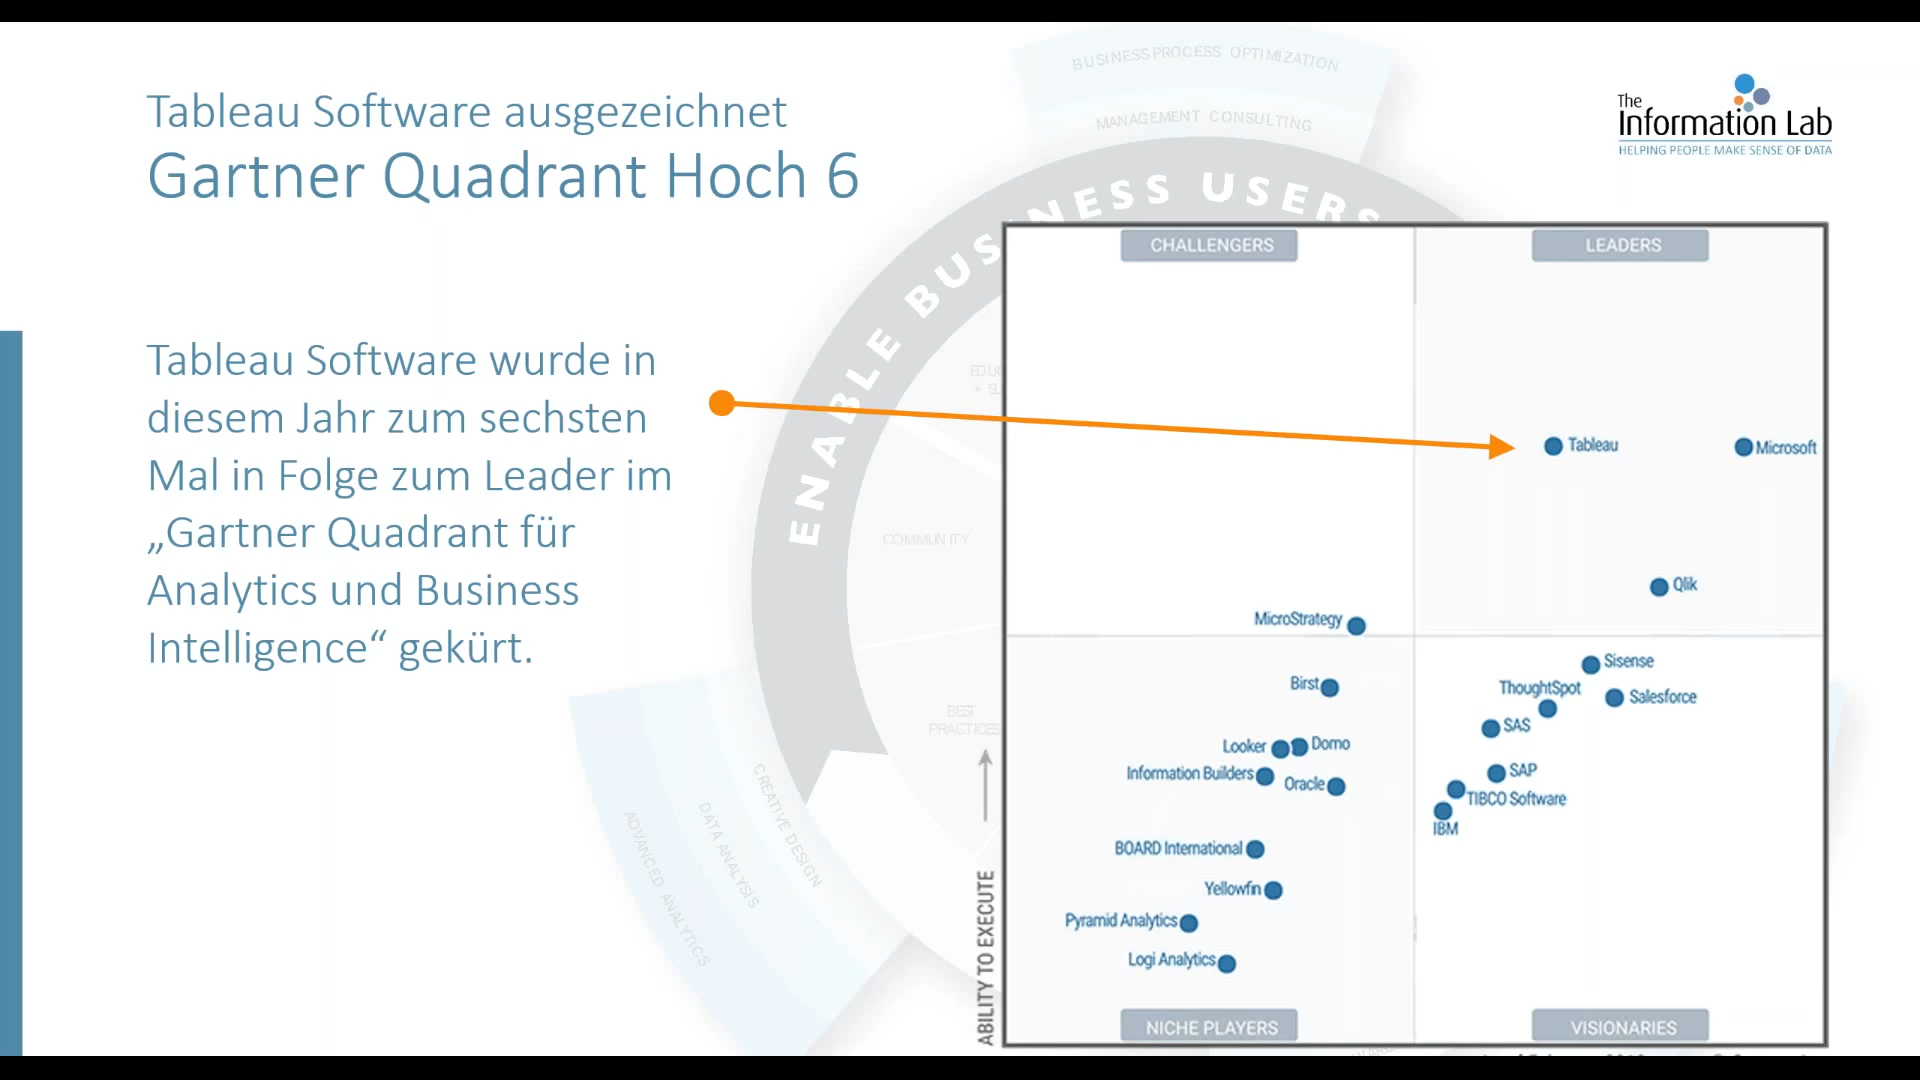 BUSINESS PROCESS OPTIMIZATION
MANAGEMENT CONSULTING
Tableau Software ausgezeichnet
Gartner Quadrant Hoch 6
The
Information Lab
HELPING PEOPLE MAKE SENSE OF DATA
ENABLE BUSINESS USERS
CHALLENGERS
LEADERS
Tableau Software wurde in
diesem Jahr zum sechsten
Mal in Folge zum Leader im
„Gartner Quadrant für
Analytics und Business
Intelligence“ gekürt.
Tableau
Microsoft
COMMUNITY
Qlik
MicroStrategy
Sisense
Birst
ThoughtSpot
Salesforce
BEST
PRACTICES
SAS
Looker
Domo
Information Builders
Oracle
SAP
TIBCO Software
IBM
CREATIVE DESIGN
DATA ANALYSIS
ADVANCED ANALYTICS
BOARD International
Yellowfin
Pyramid Analytics
Logi Analytics
ABILITY TO EXECUTE
NICHE PLAYERS
VISIONARIES